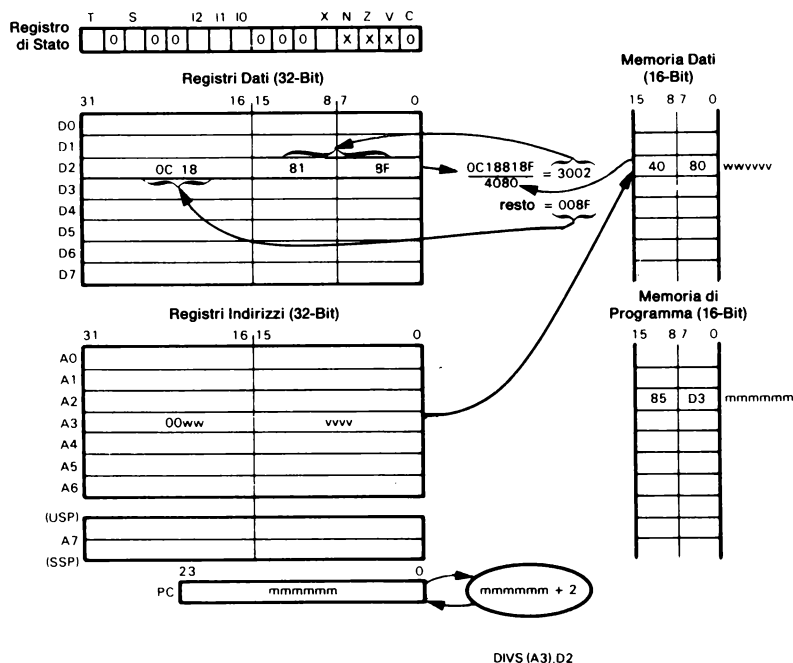 T S I2 I1 I0 X N Z V C
Registro di Stato
0 0 0 0 0 0 X X X 0
Registri Dati (32-Bit)
31 16 15 8 7 0
D0
D1
D2 0C 18 81 8F
D3
D4
D5
D6
D7
0C18818F
4080
= 3002
resto = 008F
Memoria Dati
(16-Bit)
15 8 7 0
40 80 wwvvvv
Registri Indirizzi (32-Bit)
31 16 15 0
A0
A1
A2
A3 00ww vvvv
A4
A5
A6
(USP)
A7
(SSP)
Memoria di
Programma (16-Bit)
15 8 7 0
85 D3 mmmmmm
23 0
PC mmmmmm
mmmmmm + 2
DIVS (A3),D2